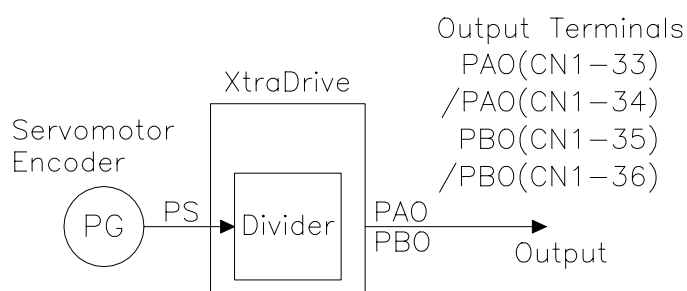 Output Terminals
PAO(CN1-33)
/PAO(CN1-34)
PBO(CN1-35)
/PBO(CN1-36)
XtraDrive
Servomotor
Encoder
PG
PS
Divider
PAO
PBO
Output